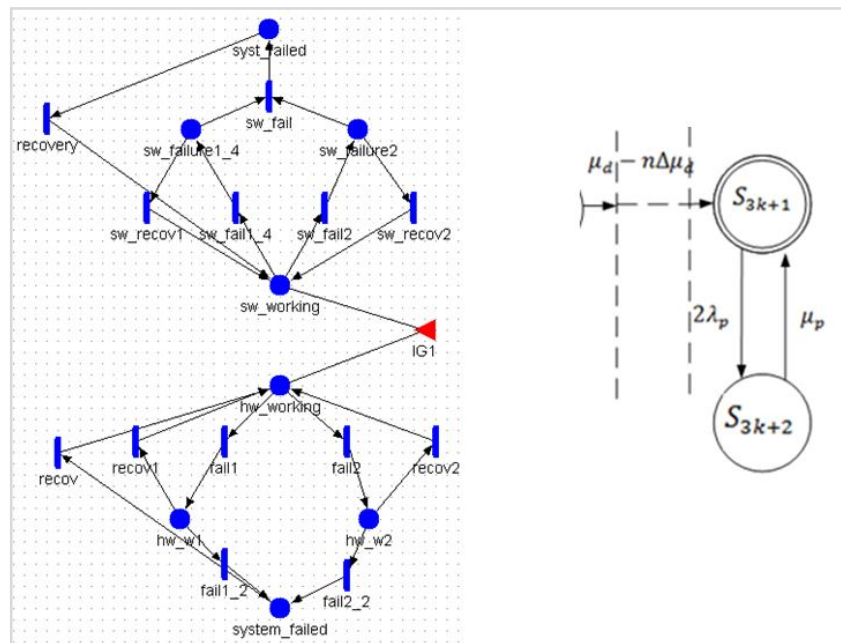 syst_failed
recovery
sw_fail
sw_failure1_4
sw_failure2
sw_recov1
sw_fail1_4
sw_fail2
sw_recov2
sw_working
IG1
hw_working
recov
recov1
fail1
fail2
recov2
hw_w1
hw_w2
fail1_2
fail2_2
system_failed
μd − nΔμd
S3k+1
2λp
μp
S3k+2